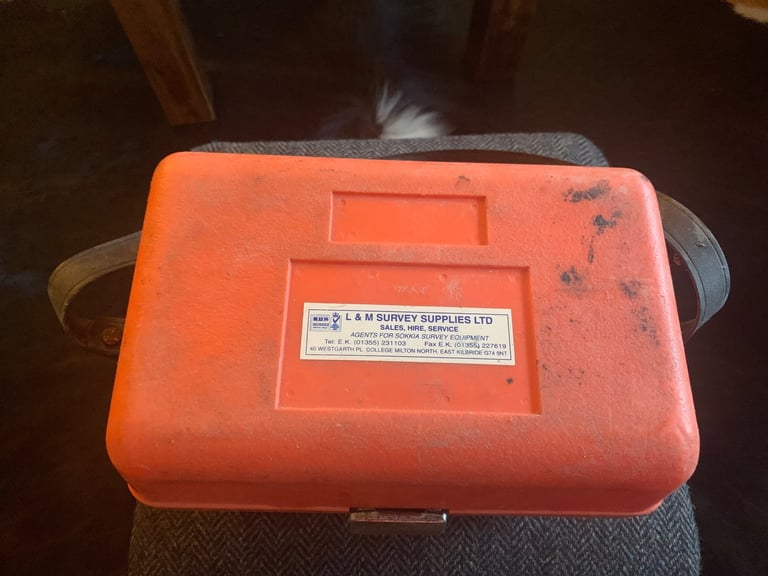 L & M SURVEY SUPPLIES LTD
SALES, HIRE, SERVICE
AGENTS FOR SOKKIA SURVEY EQUIPMENT
Tel: E.K. (01355) 231103 Fax E.K. (01355) 227619
40 WESTGARTH PL. COLLEGE MILTON NORTH, EAST KILBRIDE G74 5NT